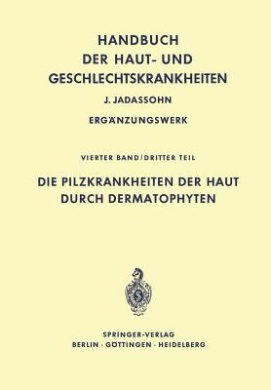 HANDBUCH
DER HAUT- UND
GESCHLECHTSKRANKHEITEN
J. JADASSOHN
ERGÄNZUNGSWERK
VIERTER BAND/DRITTER TEIL
DIE PILZKRANKHEITEN DER HAUT
DURCH DERMATOPHYTEN
SPRINGER-VERLAG
BERLIN · GÖTTINGEN · HEIDELBERG